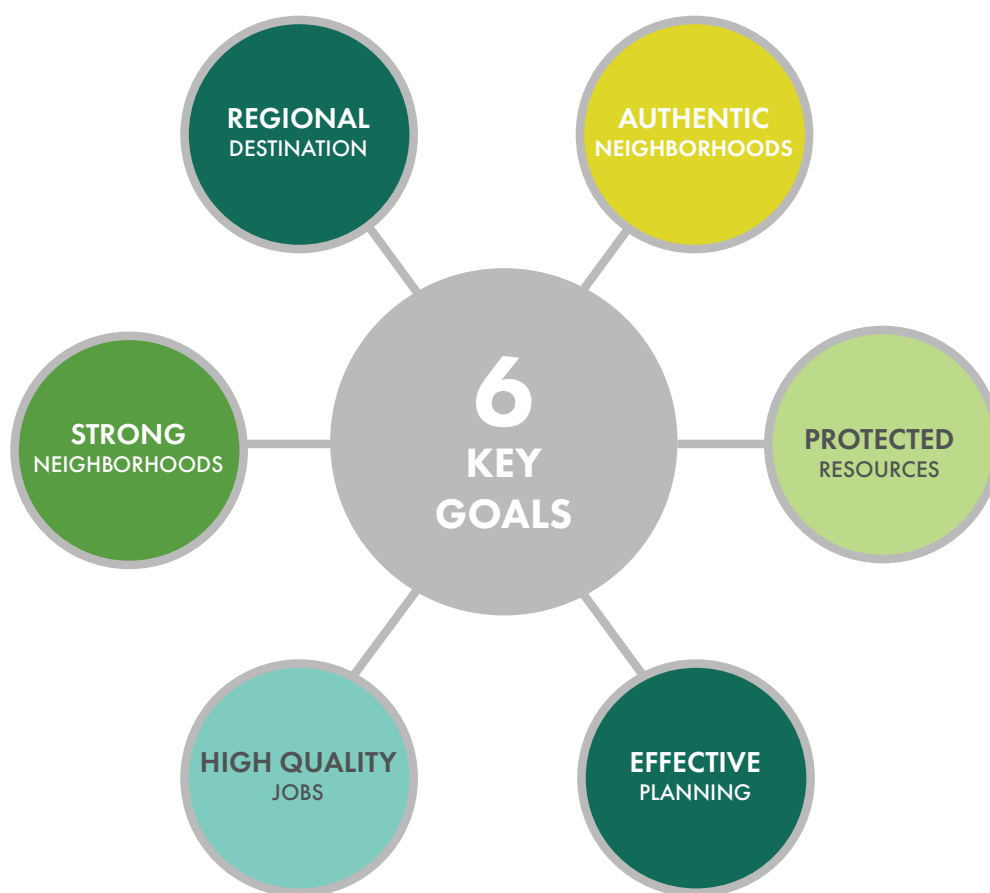 REGIONAL
DESTINATION
AUTHENTIC
NEIGHBORHOODS
STRONG
NEIGHBORHOODS
6
KEY
GOALS
PROTECTED
RESOURCES
HIGH QUALITY
JOBS
EFFECTIVE
PLANNING